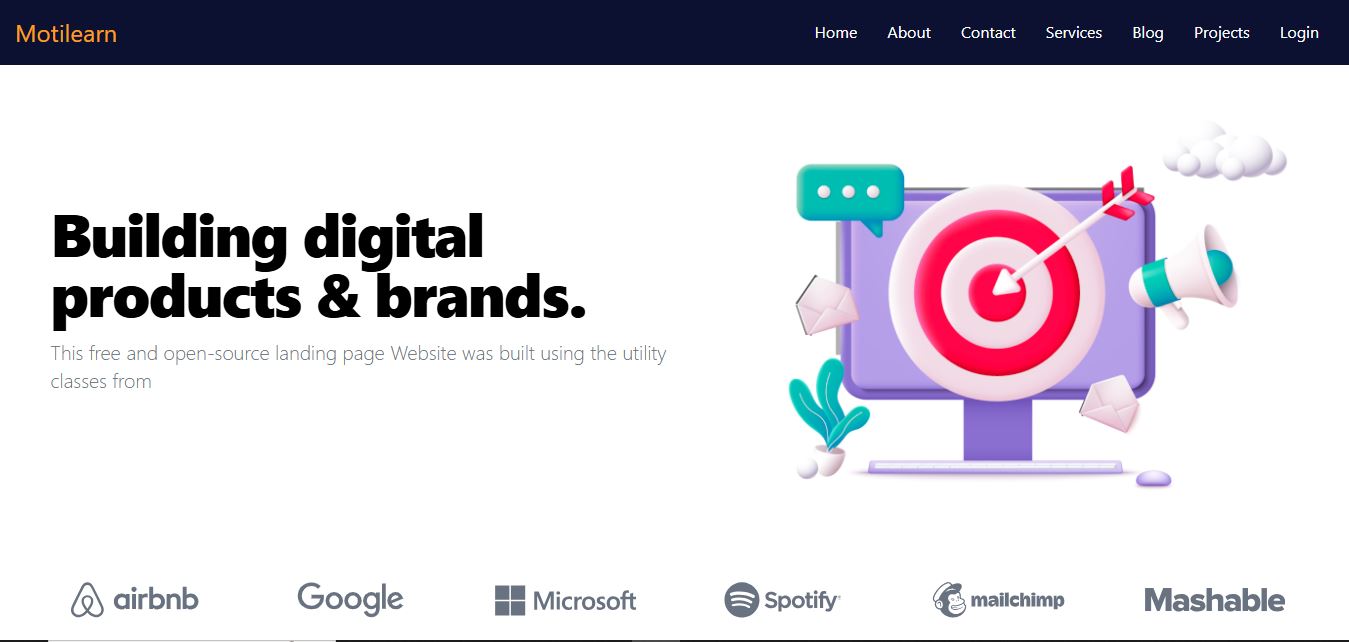 Motilearn
Home About Contact Services Blog Projects Login
Building digital
products & brands.
This free and open-source landing page Website was built using the utility
classes from
airbnb Google Microsoft Spotify mailchimp Mashable